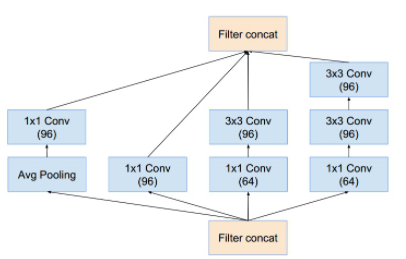 Filter concat
3x3 Conv
(96)
1x1 Conv
(96)
3x3 Conv
(96)
3x3 Conv
(96)
Avg Pooling
1x1 Conv
(96)
1x1 Conv
(64)
1x1 Conv
(64)
Filter concat